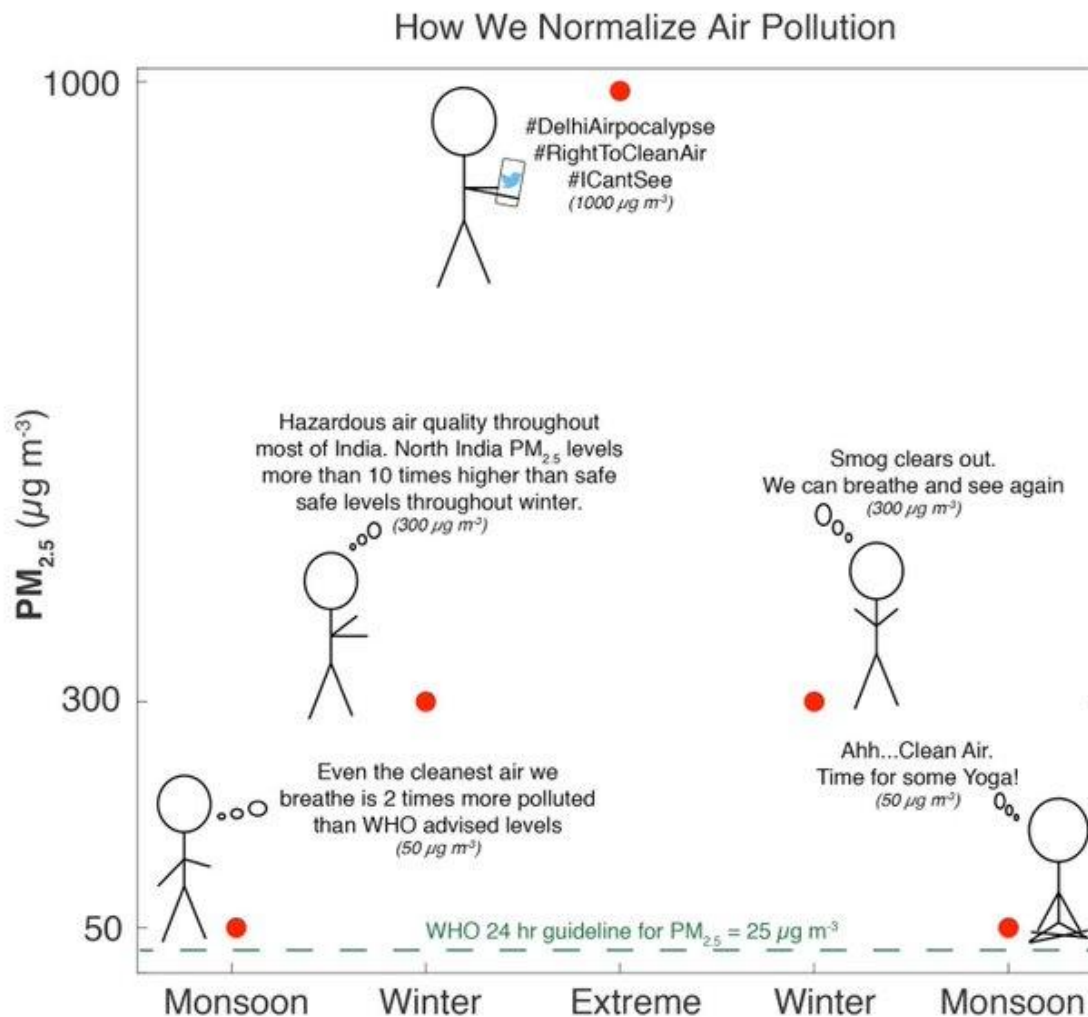 How We Normalize Air Pollution
1000
#DelhiAirpocalypse
#RightToCleanAir
#ICantSee
(1000 µg m⁻³)
PM₂.₅ (µg m⁻³)
Hazardous air quality throughout
most of India. North India PM₂.₅ levels
more than 10 times higher than safe
safe levels throughout winter.
(300 µg m⁻³)
Smog clears out.
We can breathe and see again
(300 µg m⁻³)
300
Even the cleanest air we
breathe is 2 times more polluted
than WHO advised levels
(50 µg m⁻³)
Ahh...Clean Air.
Time for some Yoga!
(50 µg m⁻³)
50
WHO 24 hr guideline for PM₂.₅ = 25 µg m⁻³
Monsoon Winter Extreme Winter Monsoon